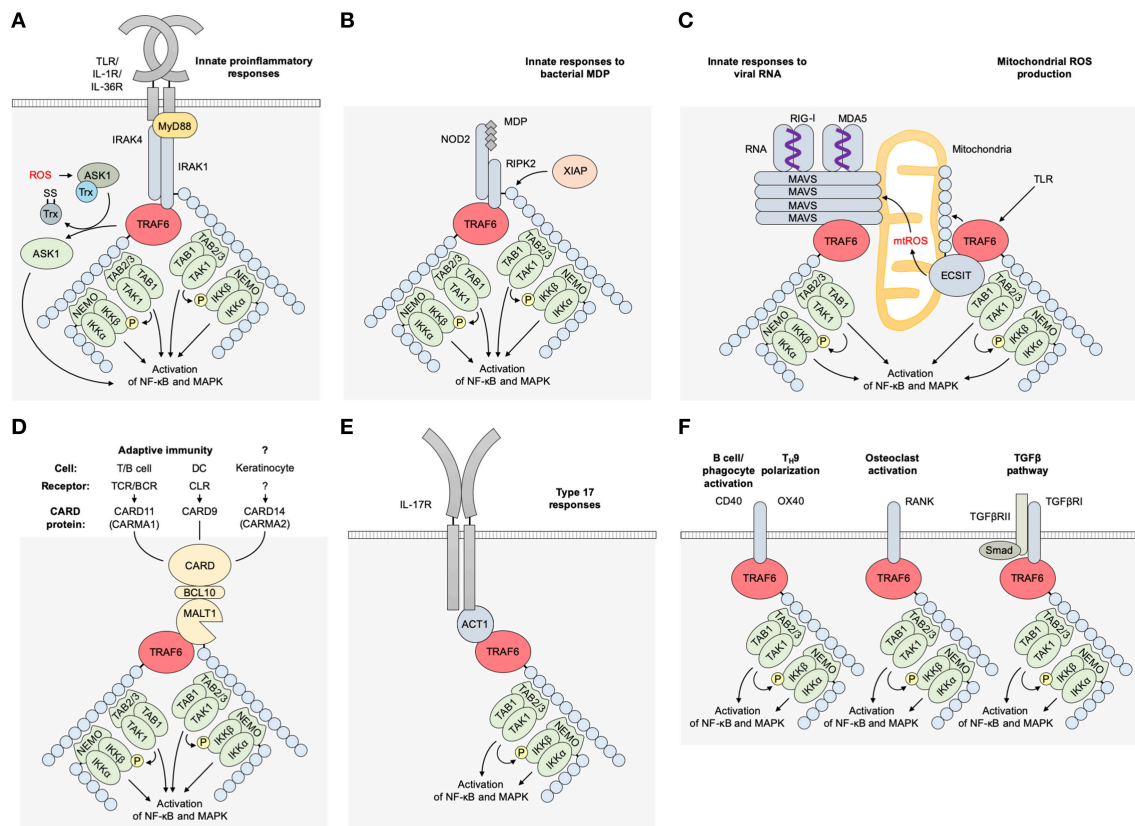 A
TLR/
IL-1R/
IL-36R
Innate proinflammatory
responses
MyD88
IRAK4
IRAK1
ROS
ASK1
Trx
SS
Trx
TRAF6
ASK1
TAB2/3
TAB1
TAK1
NEMO
IKKβ
IKKα
P
TAB1
TAB2/3
TAK1
P
NEMO
IKKβ
IKKα
Activation
of NF-κB and MAPK
B
Innate responses to
bacterial MDP
MDP
NOD2
RIPK2
XIAP
TRAF6
TAB2/3
TAB1
TAK1
NEMO
IKKβ
IKKα
P
TAB1
TAB2/3
TAK1
P
NEMO
IKKβ
IKKα
Activation
of NF-κB and MAPK
C
Innate responses to
viral RNA
Mitochondrial ROS
production
RIG-I
MDA5
RNA
Mitochondria
MAVS
MAVS
MAVS
MAVS
TLR
TRAF6
mtROS
TRAF6
ECSIT
TAB2/3
TAB1
TAK1
NEMO
IKKβ
IKKα
P
TAB1
TAB2/3
TAK1
P
NEMO
IKKβ
IKKα
Activation
of NF-κB and MAPK
D
Adaptive immunity
?
Cell:
T/B cell
DC
Keratinocyte
Receptor:
TCR/BCR
CLR
?
CARD
protein:
CARD11
(CARMA1)
CARD9
CARD14
(CARMA2)
CARD
BCL10
MALT1
TRAF6
TAB2/3
TAB1
TAK1
NEMO
IKKβ
IKKα
P
TAB1
TAB2/3
TAK1
P
NEMO
IKKβ
IKKα
Activation
of NF-κB and MAPK
E
IL-17R
Type 17
responses
ACT1
TRAF6
TAB1
TAB2/3
TAK1
P
NEMO
IKKβ
IKKα
Activation
of NF-κB and MAPK
F
B cell/
phagocyte
activation
TH9
polarization
CD40
OX40
TRAF6
TAB1
TAB2/3
TAK1
P
NEMO
IKKβ
IKKα
Activation
of NF-κB and MAPK
Osteoclast
activation
RANK
TRAF6
TAB1
TAB2/3
TAK1
P
NEMO
IKKβ
IKKα
Activation
of NF-κB and MAPK
TGFβ
pathway
TGFβRI
TGFβRII
Smad
TRAF6
TAB1
TAB2/3
TAK1
P
NEMO
IKKβ
IKKα
Activation
of NF-κB and MAPK